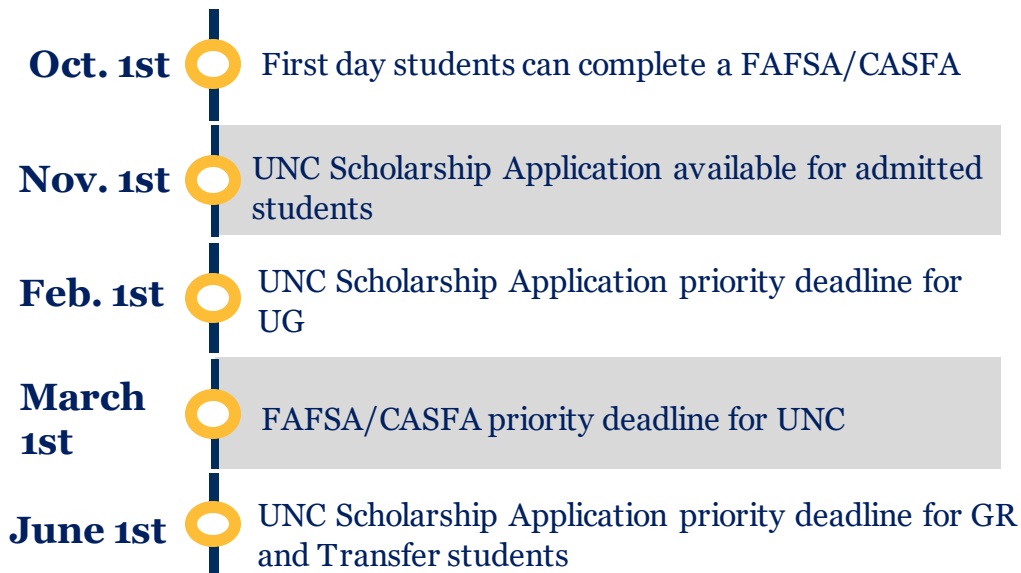 Oct. 1st
First day students can complete a FAFSA/CASFA
Nov. 1st
UNC Scholarship Application available for admitted
students
Feb. 1st
UNC Scholarship Application priority deadline for
UG
March
1st
FAFSA/CASFA priority deadline for UNC
June 1st
UNC Scholarship Application priority deadline for GR
and Transfer students